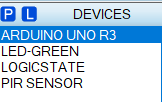 P L DEVICES
ARDUINO UNO R3
LED-GREEN
LOGICSTATE
PIR SENSOR